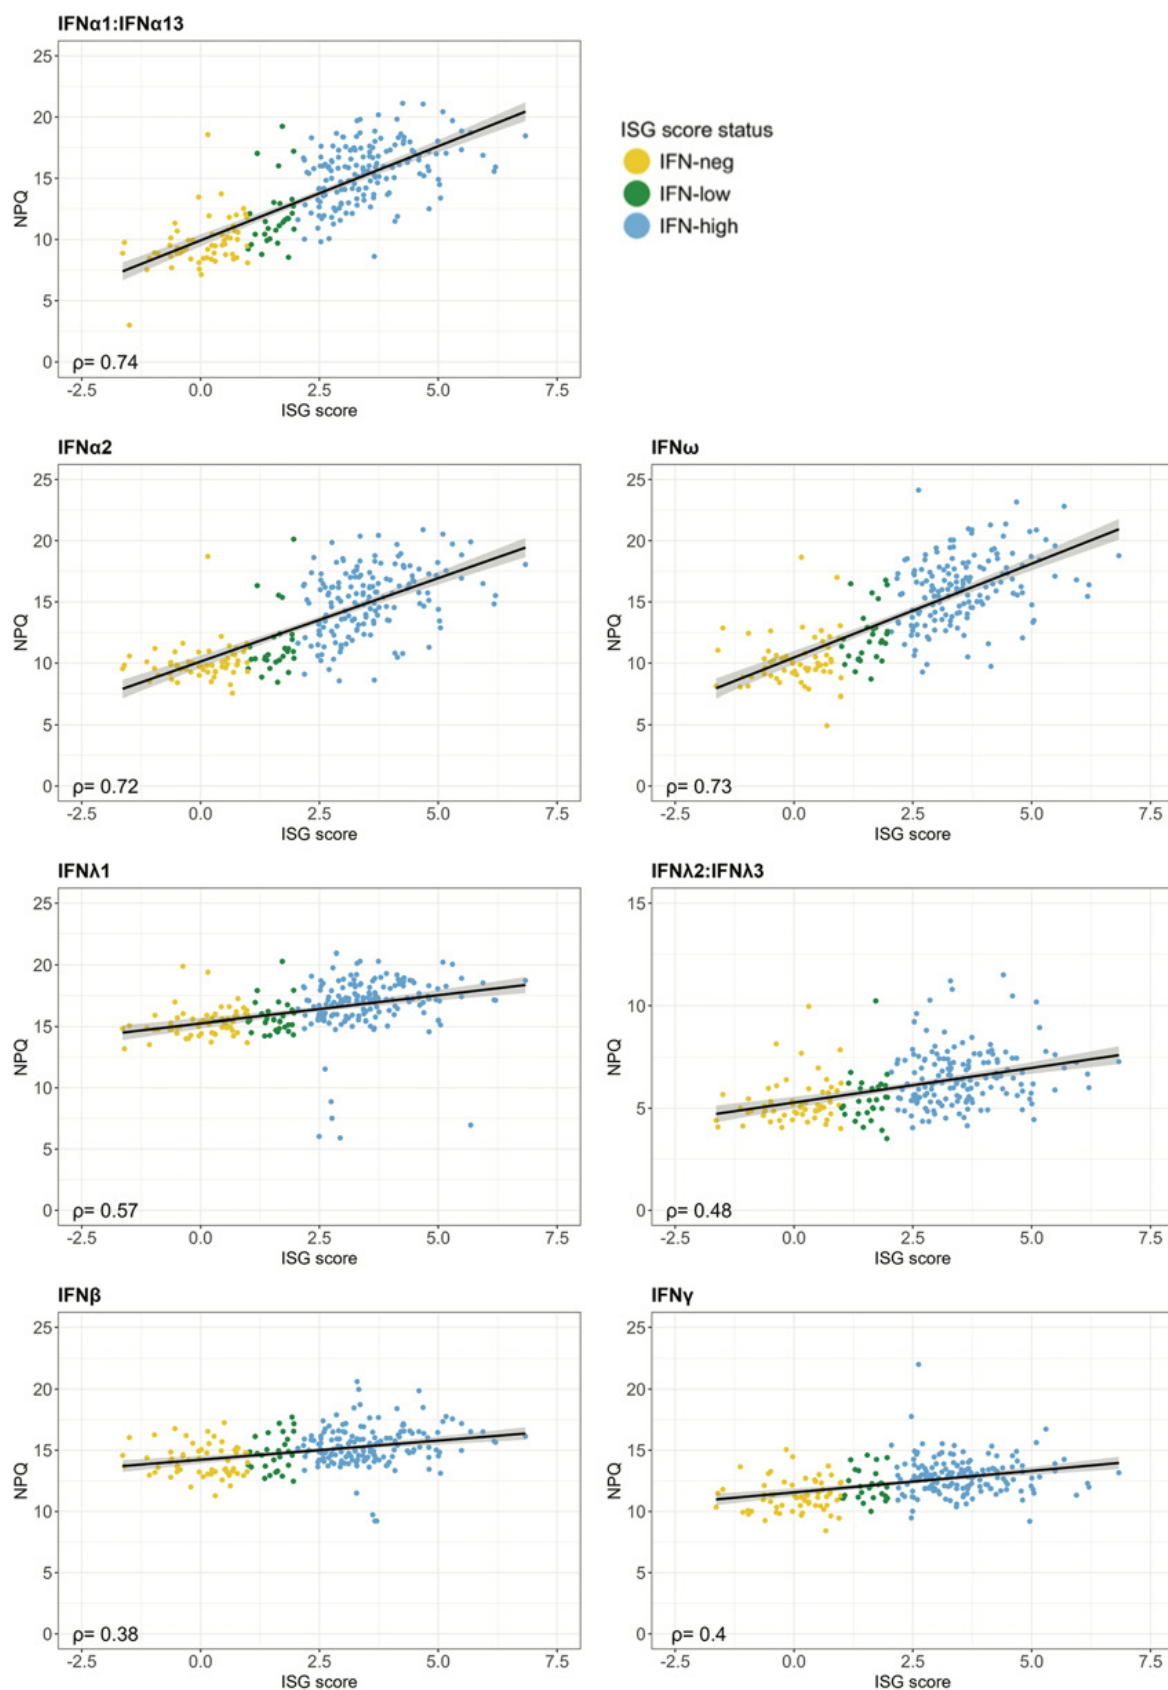 IFNα1:IFNα13
25
20
15
10
5
0
NPQ
ρ= 0.74
-2.5 0.0 2.5 5.0 7.5
ISG score
ISG score status
IFN-neg
IFN-low
IFN-high
IFNα2
25
20
15
10
5
0
NPQ
ρ= 0.72
-2.5 0.0 2.5 5.0 7.5
ISG score
IFNω
25
20
15
10
5
0
NPQ
ρ= 0.73
-2.5 0.0 2.5 5.0 7.5
ISG score
IFNλ1
25
20
15
10
5
0
NPQ
ρ= 0.57
-2.5 0.0 2.5 5.0 7.5
ISG score
IFNλ2:IFNλ3
15
10
5
0
NPQ
ρ= 0.48
-2.5 0.0 2.5 5.0 7.5
ISG score
IFNβ
25
20
15
10
5
0
NPQ
ρ= 0.38
-2.5 0.0 2.5 5.0 7.5
ISG score
IFNγ
25
20
15
10
5
0
NPQ
ρ= 0.4
-2.5 0.0 2.5 5.0 7.5
ISG score